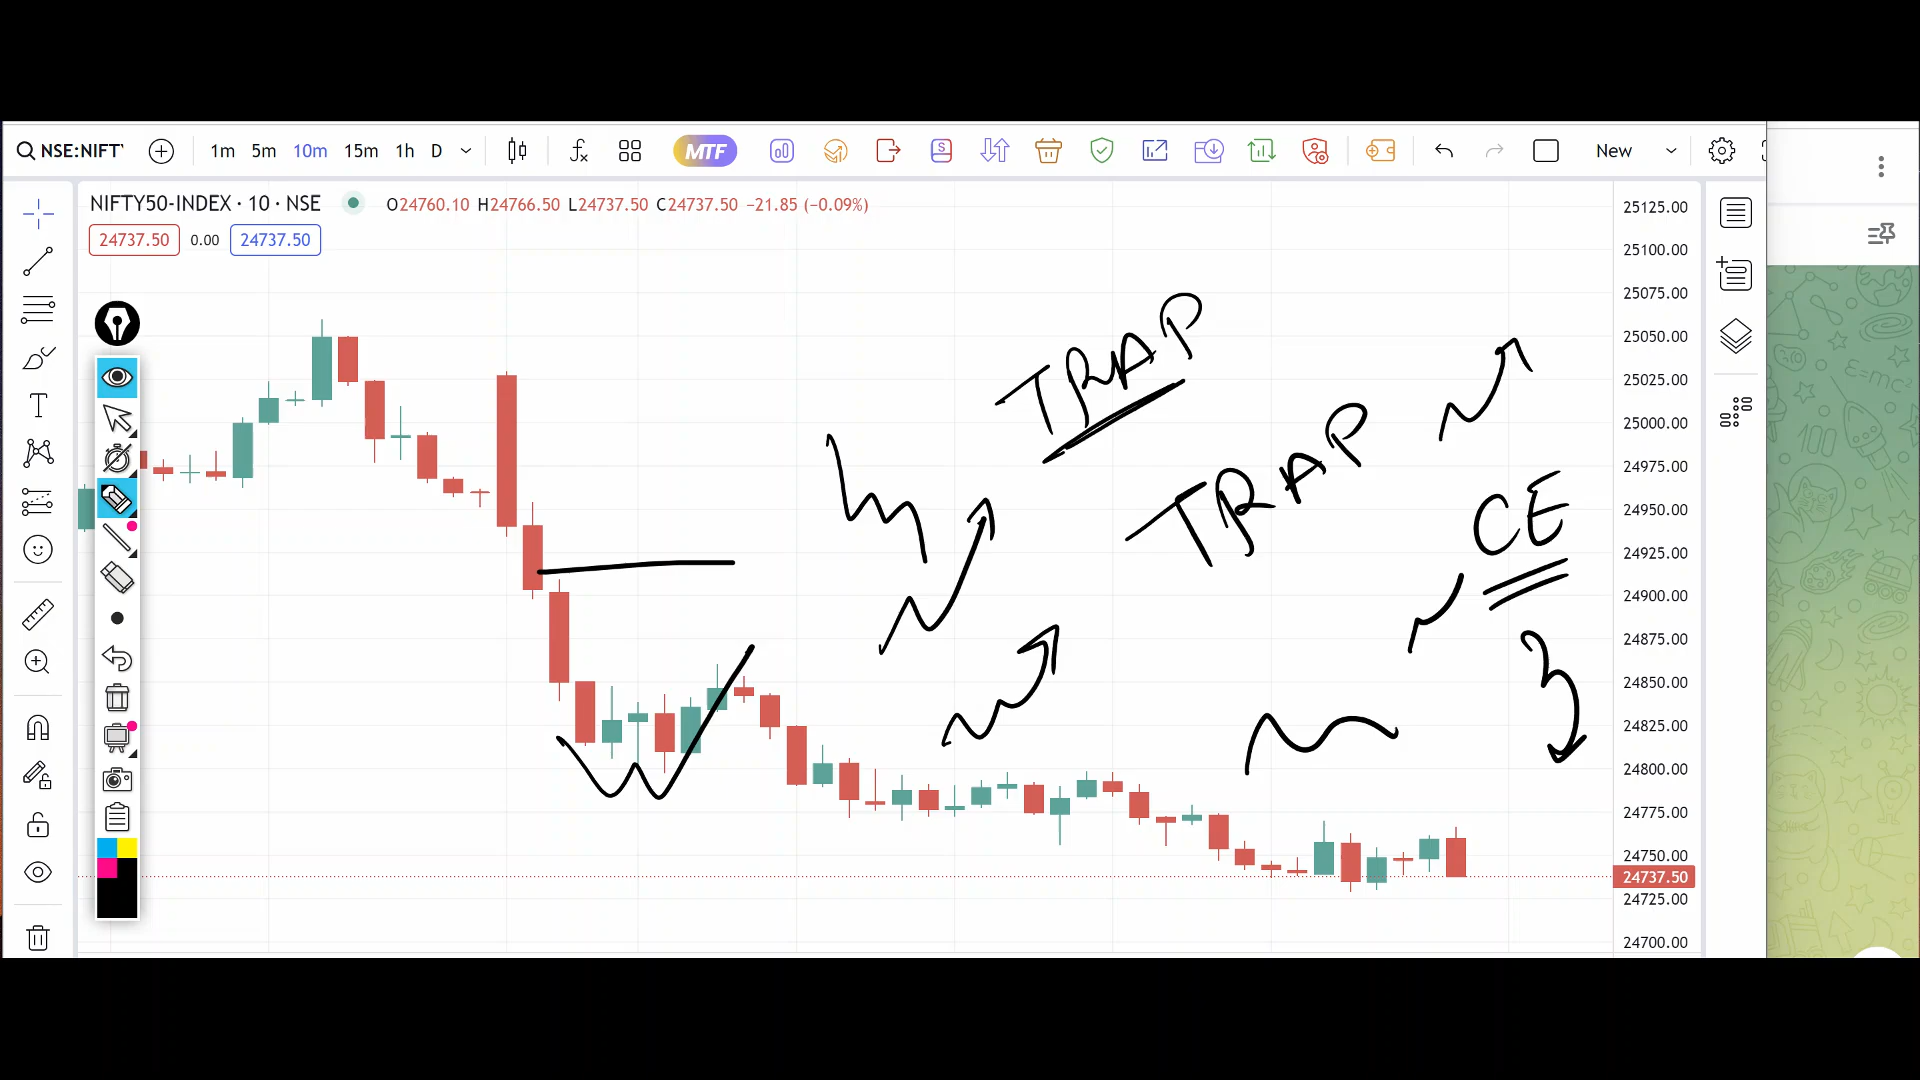 NSE:NIFT
1m 5m 10m 15m 1h D MTF New
NIFTY50-INDEX · 10 · NSE O24760.10 H24766.50 L24737.50 C24737.50 −21.85 (−0.09%)
24737.50 0.00 24737.50
25125.00
25100.00
25075.00
25050.00
25025.00
25000.00
24975.00
24950.00
24925.00
24900.00
24875.00
24850.00
24825.00
24800.00
24775.00
24750.00
24737.50
24725.00
24700.00
TRAP
TRAP
CE